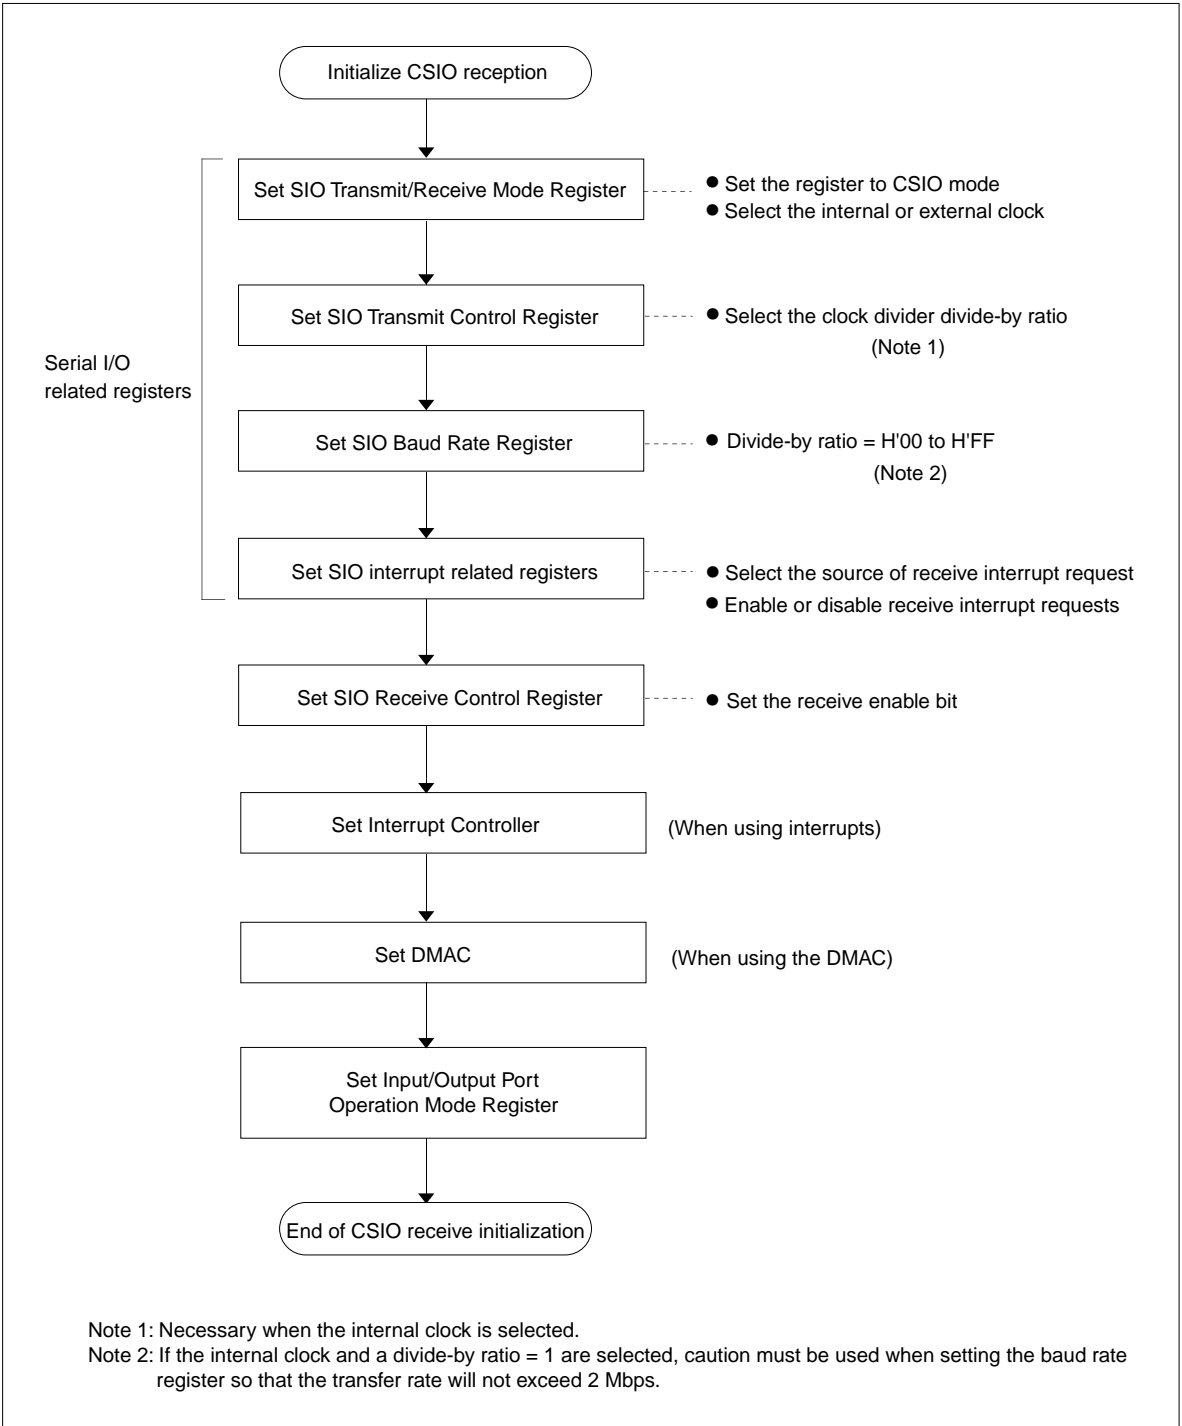 Initialize CSIO reception
Set SIO Transmit/Receive Mode Register
● Set the register to CSIO mode
● Select the internal or external clock
Set SIO Transmit Control Register
● Select the clock divider divide-by ratio
(Note 1)
Serial I/O
related registers
Set SIO Baud Rate Register
● Divide-by ratio = H'00 to H'FF
(Note 2)
Set SIO interrupt related registers
● Select the source of receive interrupt request
● Enable or disable receive interrupt requests
Set SIO Receive Control Register
● Set the receive enable bit
Set Interrupt Controller
(When using interrupts)
Set DMAC
(When using the DMAC)
Set Input/Output Port
Operation Mode Register
End of CSIO receive initialization
Note 1: Necessary when the internal clock is selected.
Note 2: If the internal clock and a divide-by ratio = 1 are selected, caution must be used when setting the baud rate
register so that the transfer rate will not exceed 2 Mbps.